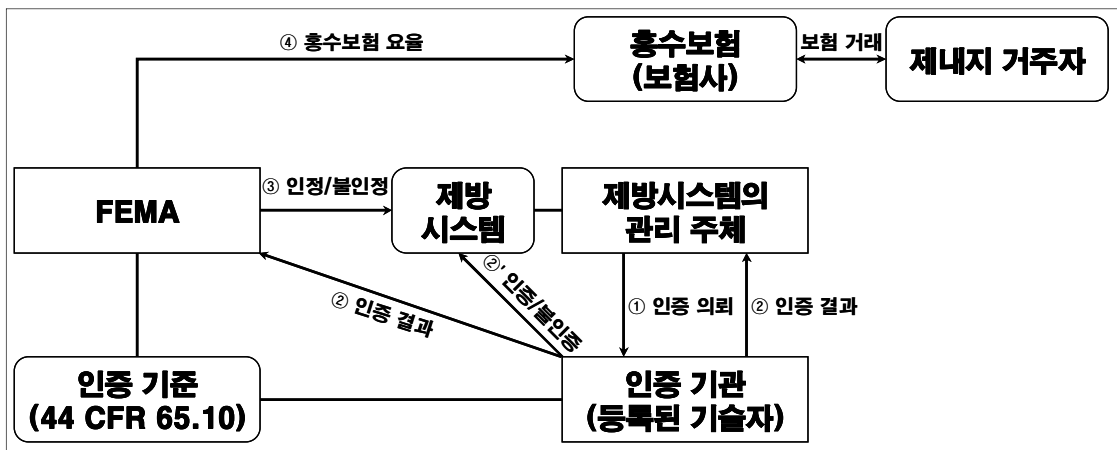 ④ 홍수보험 요율
홍수보험
(보험사)
보험 거래
제내지 거주자
FEMA
③ 인정/불인정
제방
시스템
제방시스템의
관리 주체
② 인증 결과
②′ 인증/불인증
① 인증 의뢰
② 인증 결과
인증 기준
(44 CFR 65.10)
인증 기관
(등록된 기술자)